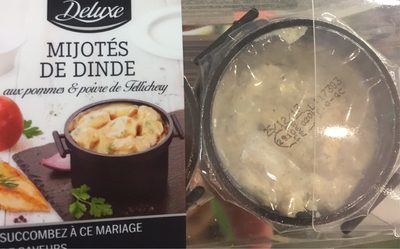 Deluxe
MIJOTÉS
DE DINDE
aux pommes & poivre de Tellichery
SUCCOMBEZ À CE MARIAGE